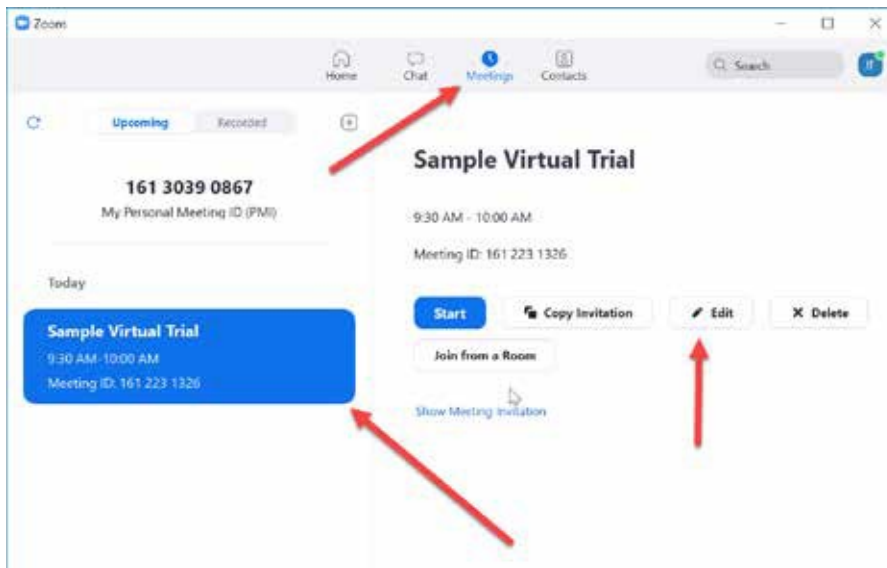 Zoom
Home
Chat
Meetings
Contacts
Search
Upcoming
Recorded
161 3039 0867
My Personal Meeting ID (PMI)
Today
Sample Virtual Trial
9:30 AM-10:00 AM
Meeting ID: 161 223 1326
Sample Virtual Trial
9:30 AM - 10:00 AM
Meeting ID: 161 223 1326
Start
Copy Invitation
Edit
Delete
Join from a Room
Show Meeting Invitation